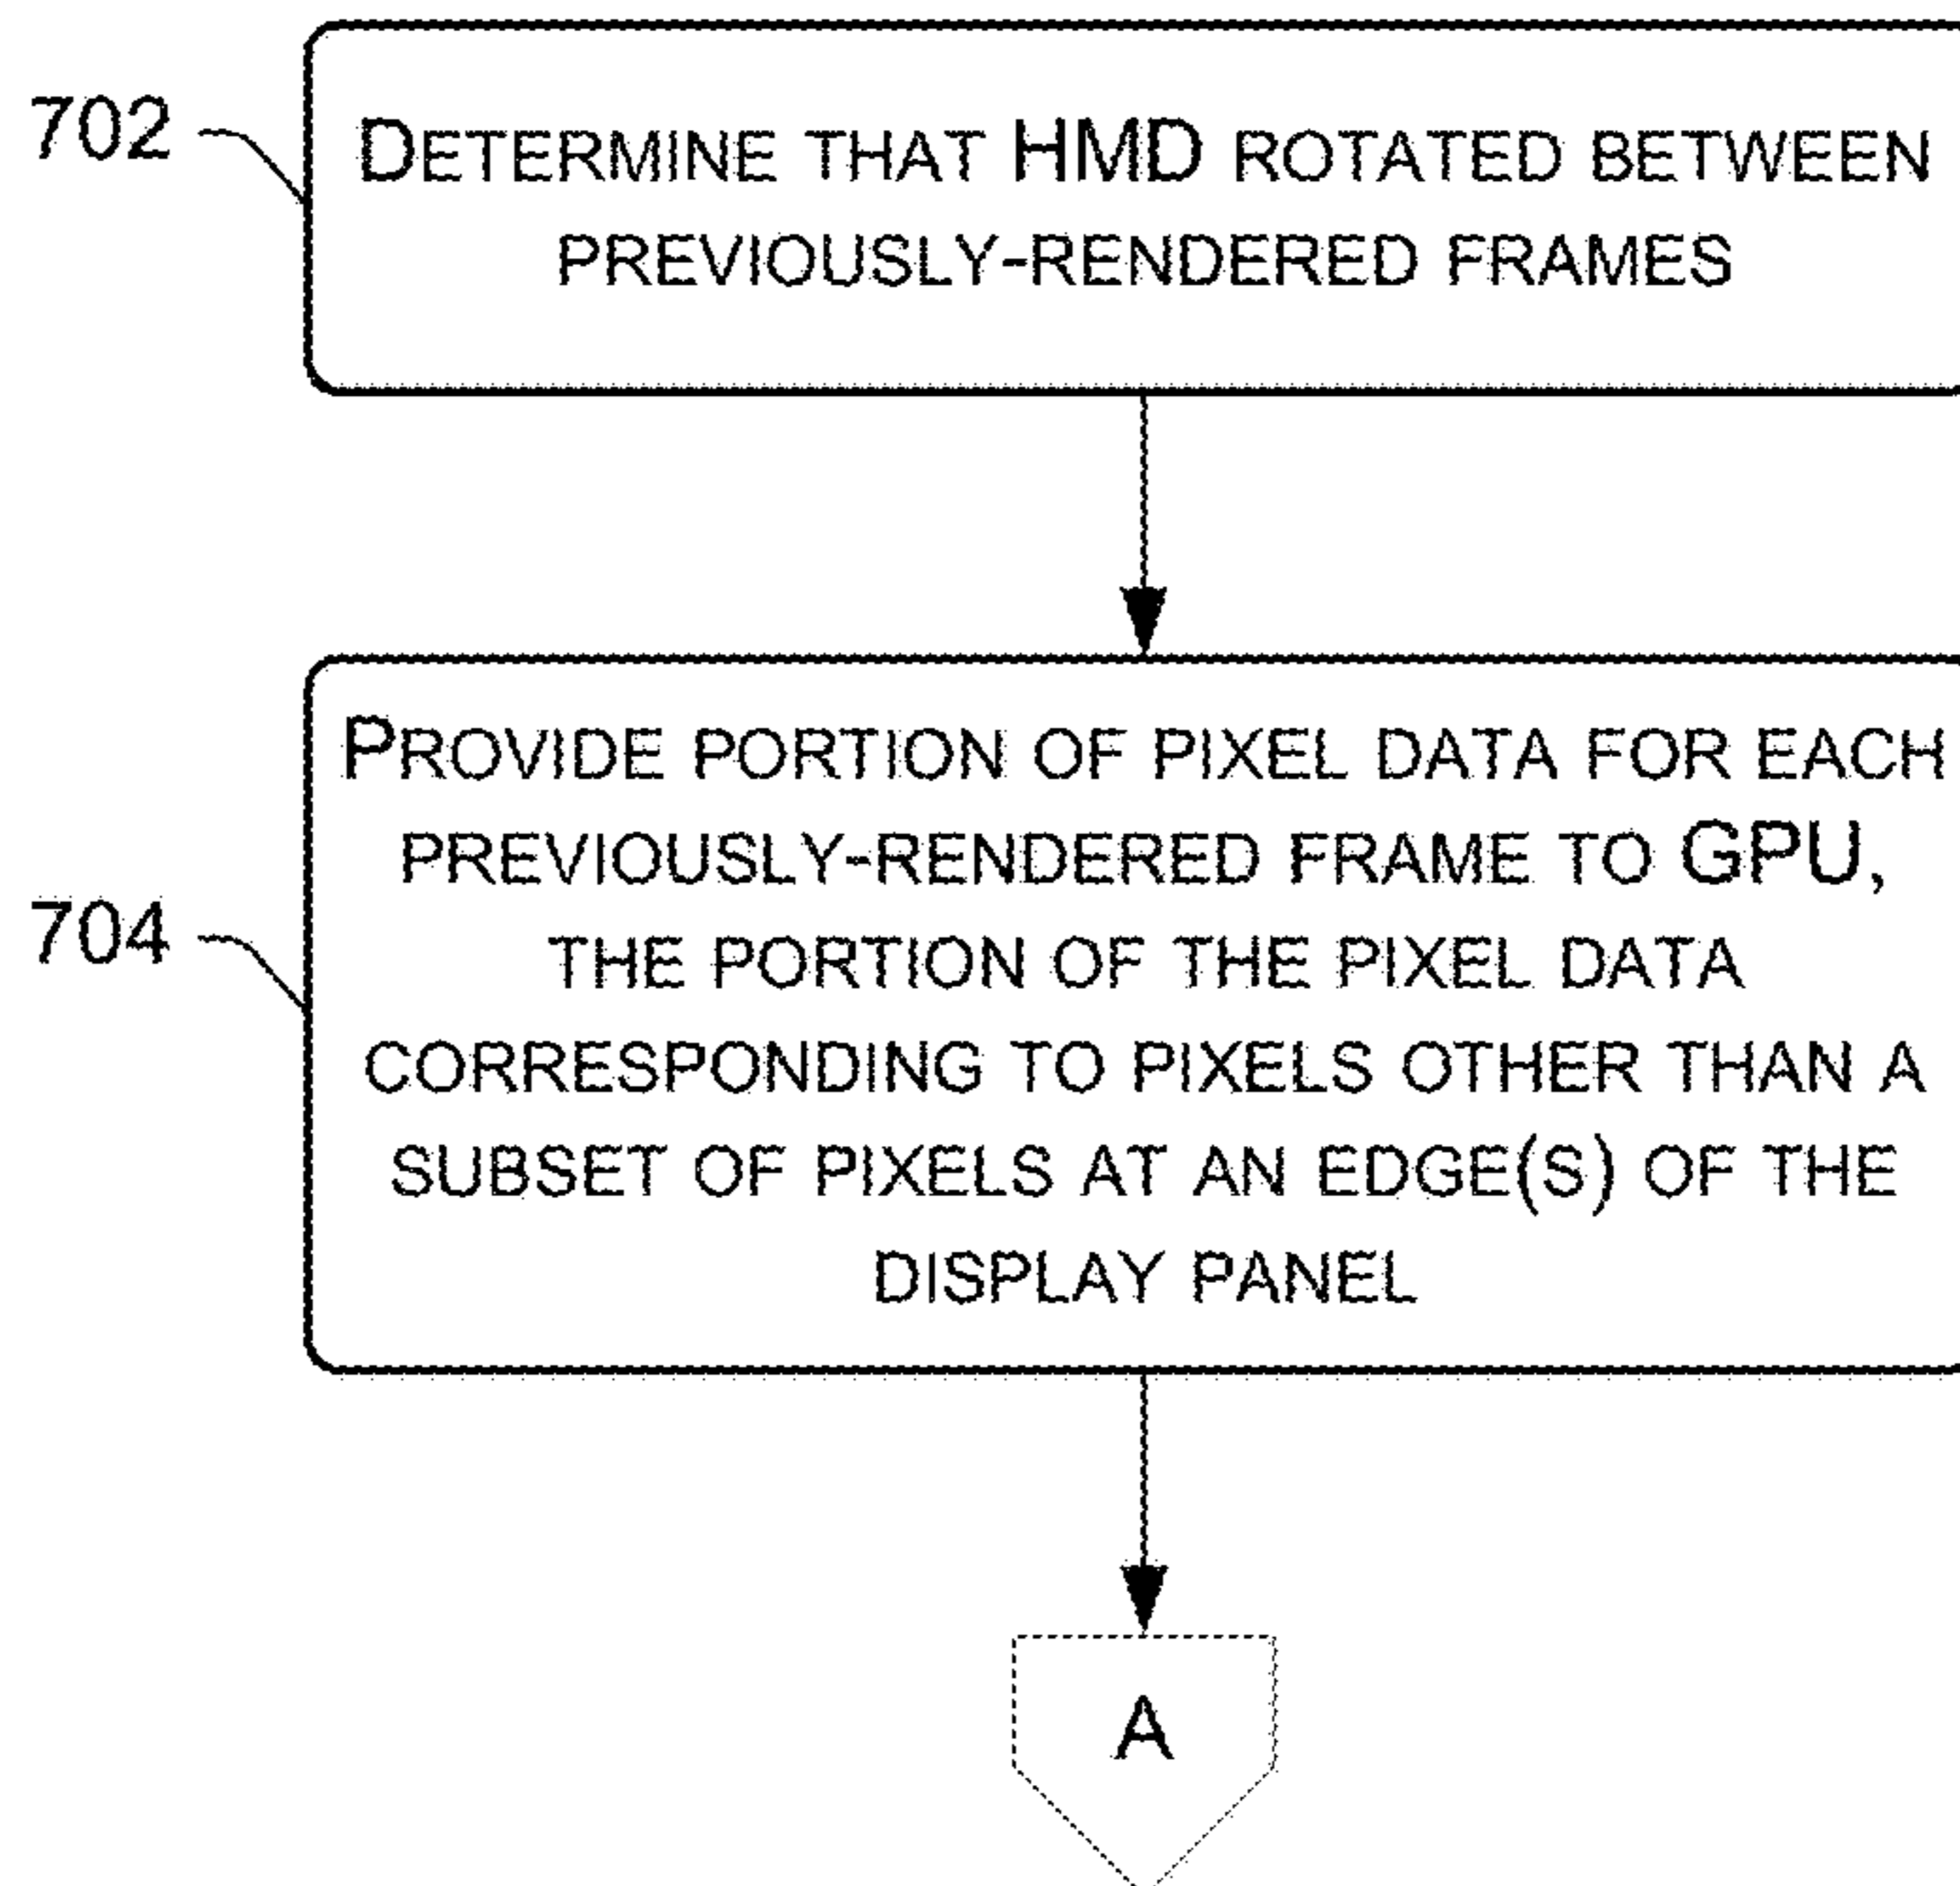 702
DETERMINE THAT HMD ROTATED BETWEEN
PREVIOUSLY-RENDERED FRAMES
704
PROVIDE PORTION OF PIXEL DATA FOR EACH
PREVIOUSLY-RENDERED FRAME TO GPU,
THE PORTION OF THE PIXEL DATA
CORRESPONDING TO PIXELS OTHER THAN A
SUBSET OF PIXELS AT AN EDGE(S) OF THE
DISPLAY PANEL
A